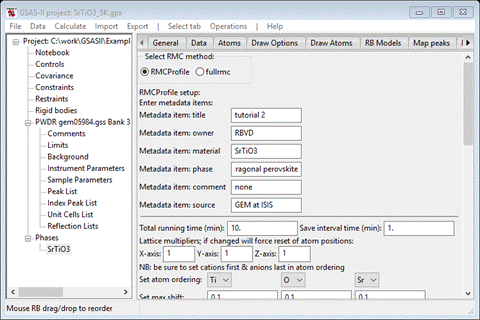 GSAS-II project: SrTiO3_5K.gpx
File Data Calculate Import Export | Select tab Operations | Help
Project: C:\work\GSASII\Exampl
Notebook
Controls
Covariance
Constraints
Restraints
Rigid bodies
PWDR gem05984.gss Bank 3
Comments
Limits
Background
Instrument Parameters
Sample Parameters
Peak List
Index Peak List
Unit Cells List
Reflection Lists
Phases
SrTiO3
General Data Atoms Draw Options Draw Atoms RB Models Map peaks
Select RMC method:
RMCProfile fullrmc
RMCProfile setup:
Enter metadata items:
Metadata item: title tutorial 2
Metadata item: owner RBVD
Metadata item: material SrTiO3
Metadata item: phase ragonal perovskite
Metadata item: comment none
Metadata item: source GEM at ISIS
Total running time (min): 10. Save interval time (min): 1.
Lattice multipliers; if changed will force reset of atom positions:
X-axis: 1 Y-axis: 1 Z-axis: 1
NB: be sure to set cations first & anions last in atom ordering
Set atom ordering: Ti O Sr
Set max shift: 0.1 0.1 0.1
Mouse RB drag/drop to reorder